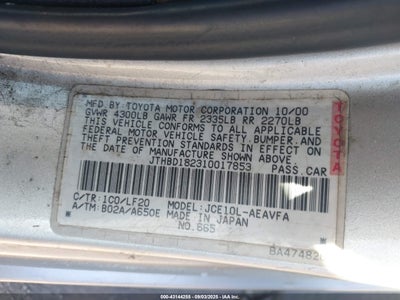 MFD BY TOYOTA MOTOR CORPORATION 10/00
GVWR 4300LB GAWR FR 2335LB RR 2270LB
THIS VEHICLE CONFORMS TO ALL APPLICABLE
FEDERAL MOTOR VEHICLE SAFETY, BUMPER, AND
THEFT PREVENTION STANDARDS IN EFFECT ON
THE DATE OF MANUFACTURE SHOWN ABOVE.
JTHBD182310017853 PASS. CAR
C/TR:1C0/LF20 MODEL: JCE10L-AEAVFA
A/TM: B02A/A650E MADE IN JAPAN
NO.665
TOYOTA
© IAA - 43144255 - 09/03/2025 - IAAI.com